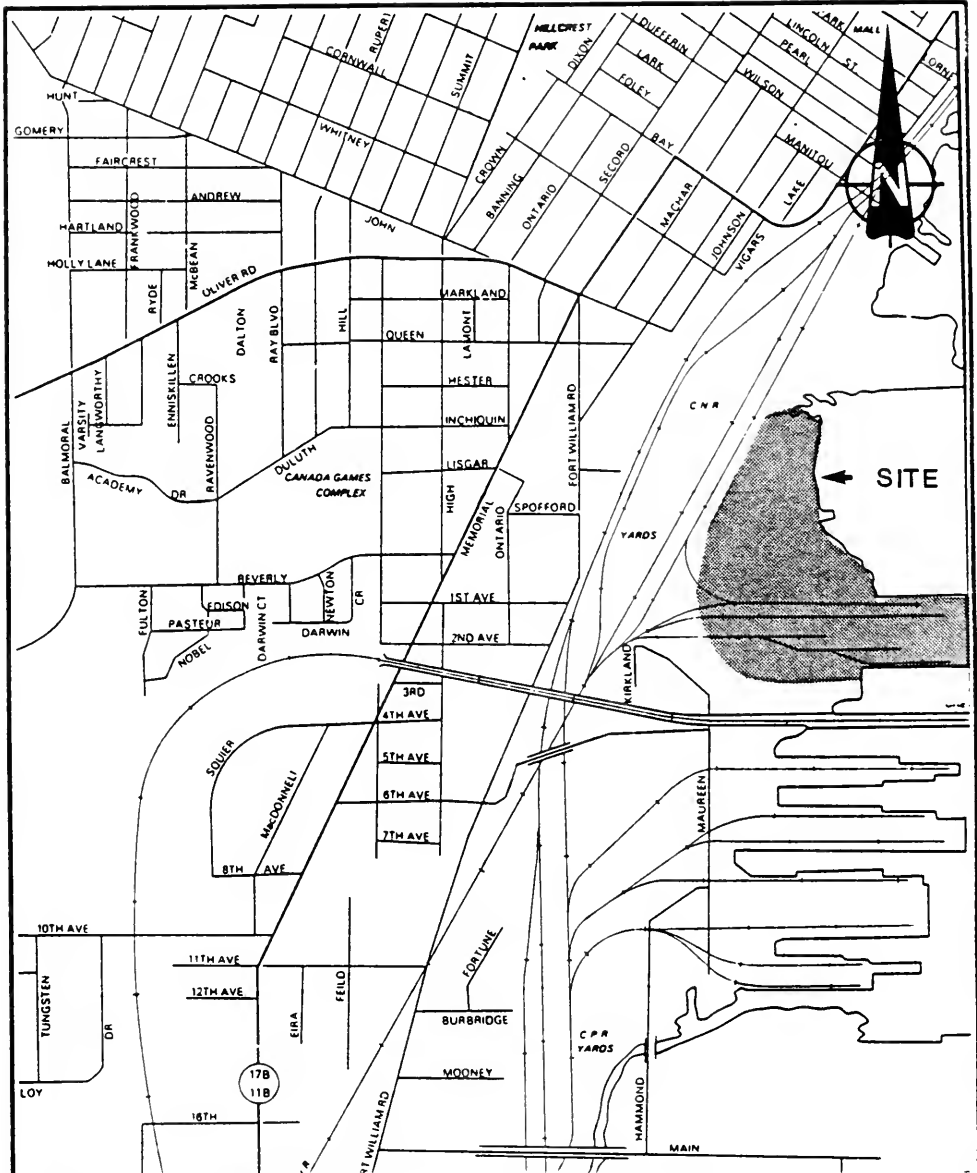 HILLCREST
PARK
DIXON
DUFFERIN
LARK
FOLEY
LINCOLN
PARK
MALL
PEARL
ST.
WILSON
LORNE
RUPERT
CORNWALL
SUMMIT
WHITNEY
HUNT
GOMERY
FAIRCREST
ANDREW
HARTLAND
FRANKWOOD
HOLLY LANE
McBEAN
RYDE
OLIVER RD
JOHN
CROWN
BANNING
ONTARIO
SECORD
BAY
MACHAR
JOHNSON
VIGARS
LAKE
MANITOU
N
DALTON
RAY BLVD
HILL
MARKLAND
LAMONT
QUEEN
HESTER
INCHIQUIN
LISGAR
HIGH
CROOKS
ENNISKILLEN
LANGWORTHY
VARSITY
BALMORAL
RAVENWOOD
DULUTH
ACADEMY
DR
CANADA GAMES
COMPLEX
MEMORIAL
ONTARIO
SPOFFORD
FORT WILLIAM RD
C N R
YARDS
SITE
BEVERLY
FULTON
EDISON
PASTEUR
NOBEL
DARWIN CT
NEWTON
CR
DARWIN
1ST AVE
2ND AVE
3RD
4TH AVE
5TH AVE
6TH AVE
7TH AVE
KIRKLAND
SQUIER
MacDONNELL
8TH AVE
MAUREEN
10TH AVE
11TH AVE
12TH AVE
TUNGSTEN
DR
LOY
EIRA
FEILD
FORTUNE
BURBRIDGE
MOONEY
C P R
YARDS
HAMMOND
MAIN
17B
11B
16TH
RT WILLIAM RD